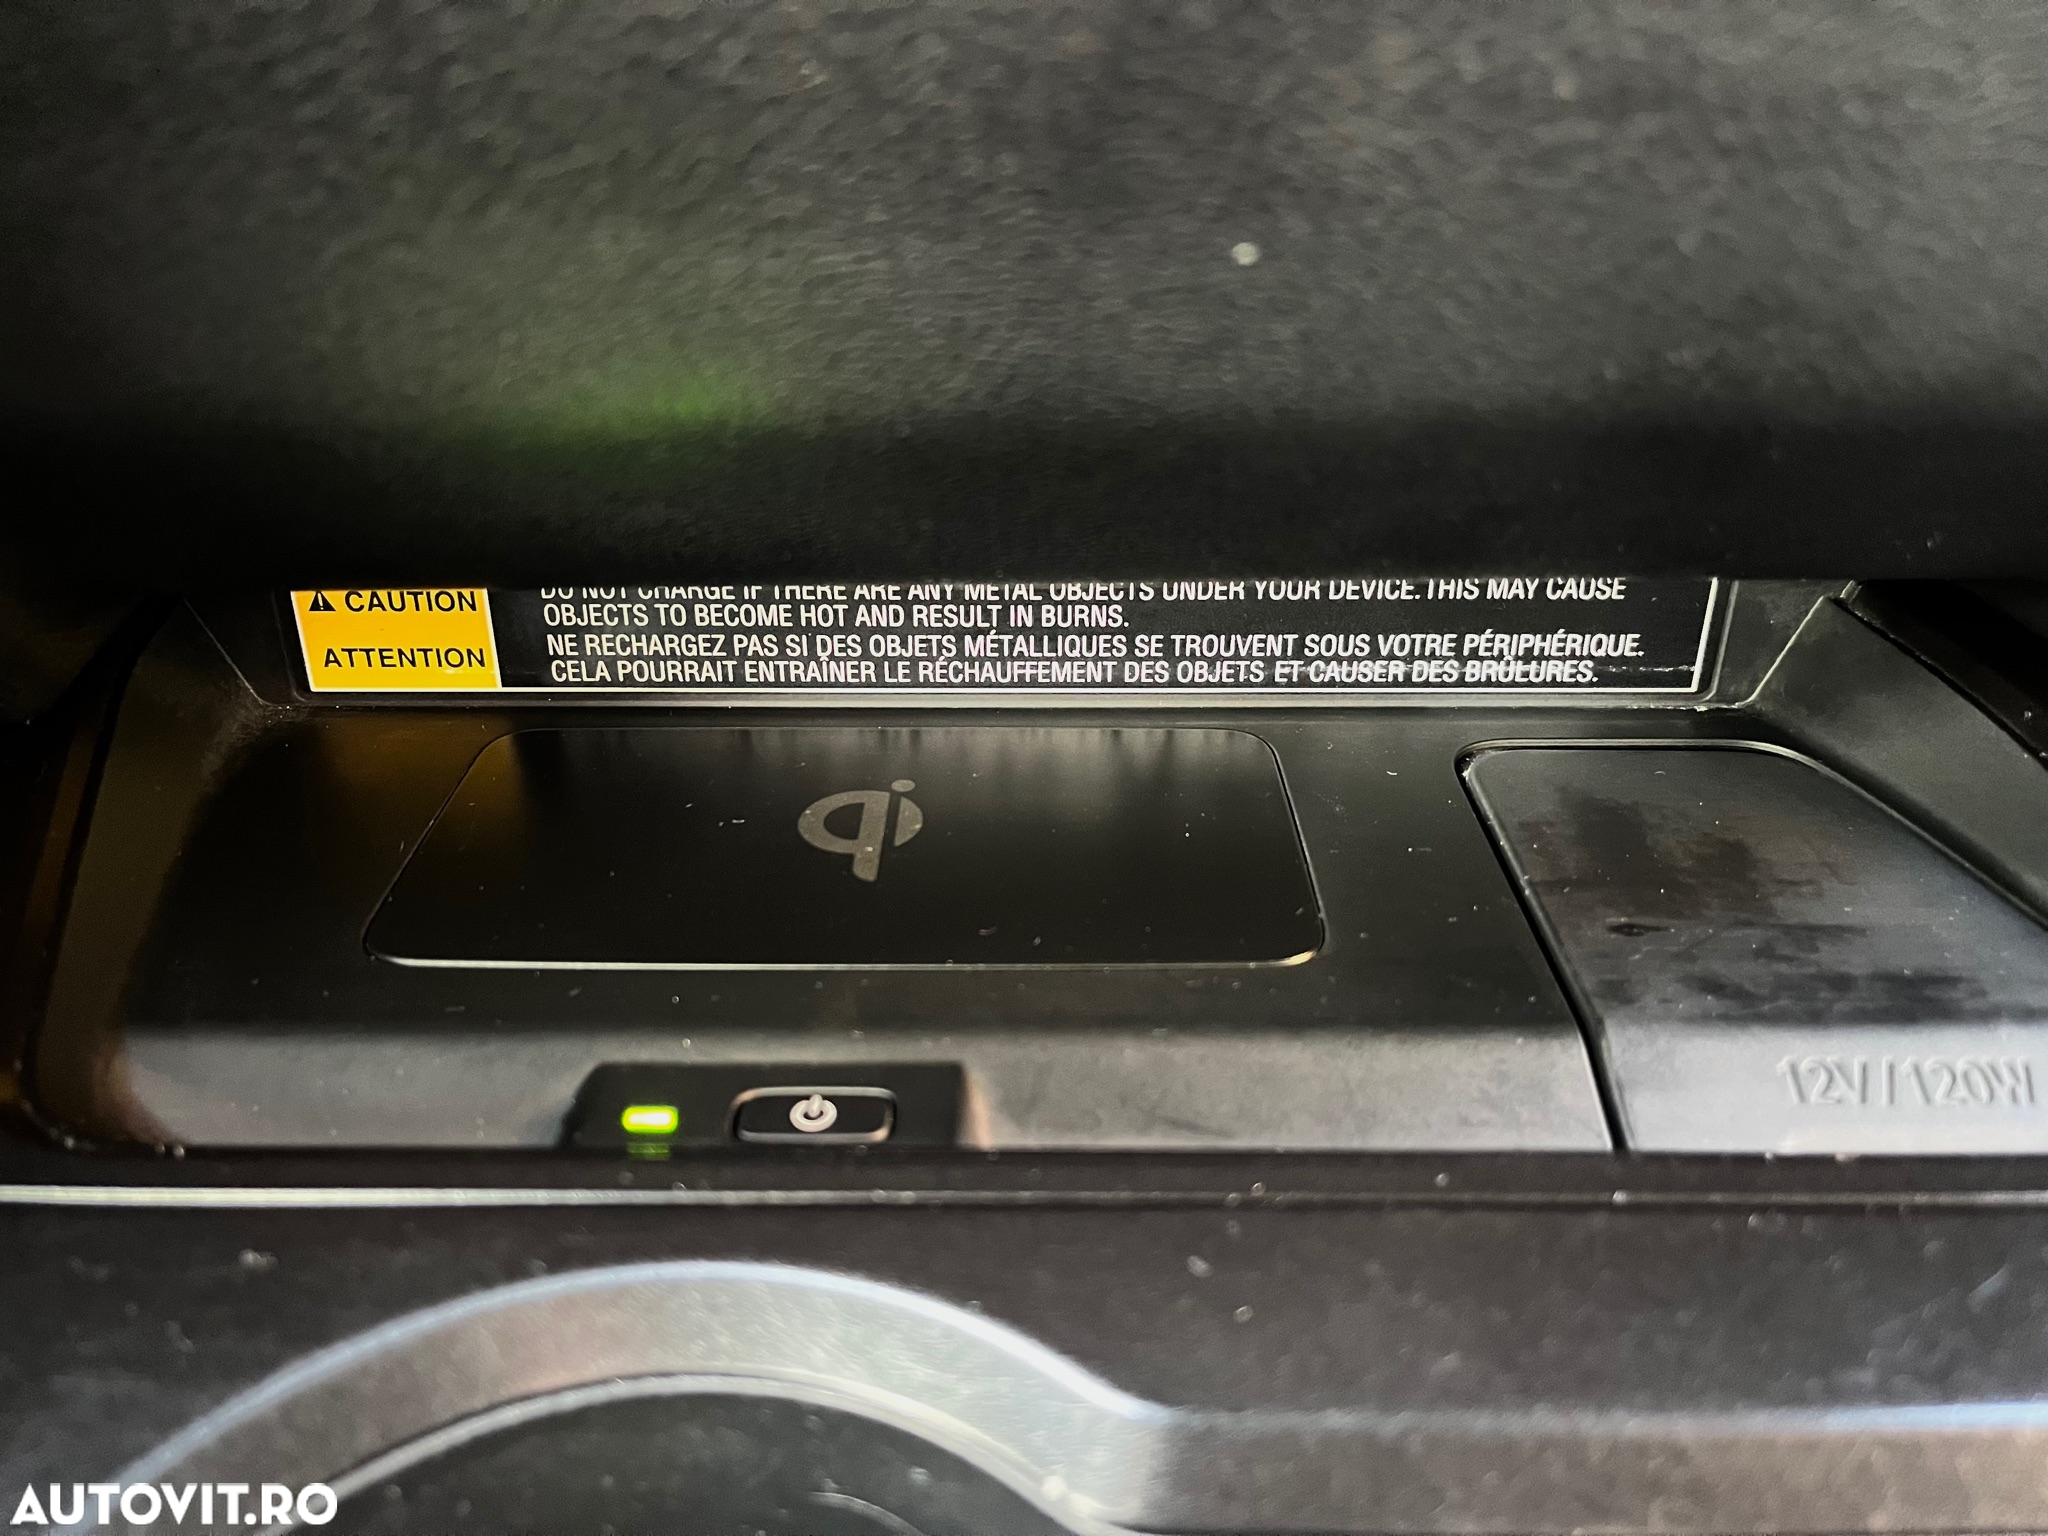 ⚠ CAUTION
DO NOT CHARGE IF THERE ARE ANY METAL OBJECTS UNDER YOUR DEVICE. THIS MAY CAUSE
OBJECTS TO BECOME HOT AND RESULT IN BURNS.
ATTENTION
NE RECHARGEZ PAS SI DES OBJETS MÉTALLIQUES SE TROUVENT SOUS VOTRE PÉRIPHÉRIQUE.
CELA POURRAIT ENTRAÎNER LE RÉCHAUFFEMENT DES OBJETS ET CAUSER DES BRÛLURES.
qi
12V/120W
AUTOVIT.RO